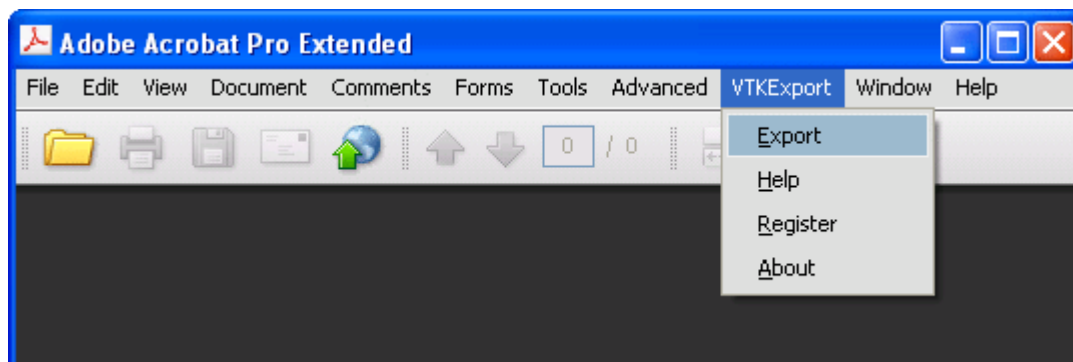 Adobe Acrobat Pro Extended
File Edit View Document Comments Forms Tools Advanced VTKExport Window Help
0 / 0
Export
Help
Register
About